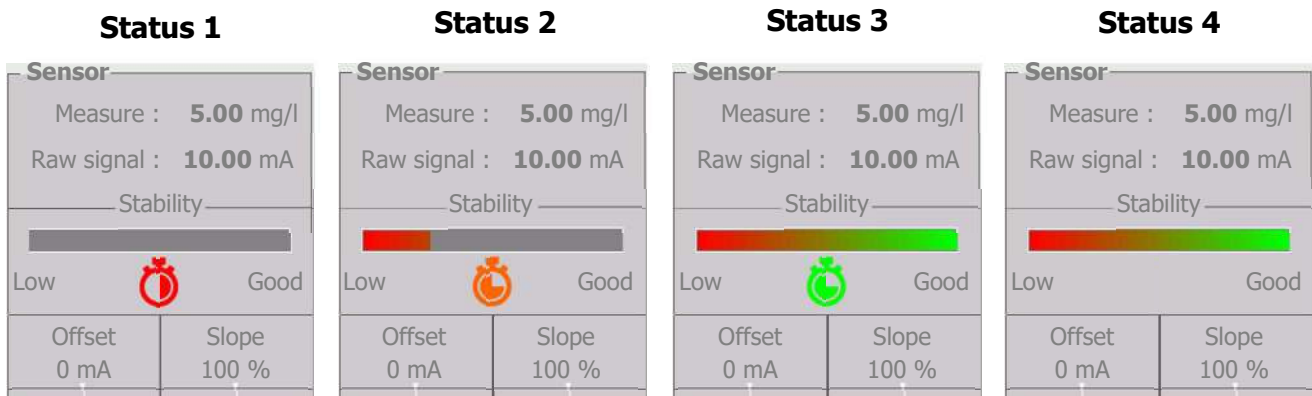 Status 1
Sensor
Measure : 5.00 mg/l
Raw signal : 10.00 mA
Stability
Low Good
Offset Slope
0 mA 100 %
Status 2
Sensor
Measure : 5.00 mg/l
Raw signal : 10.00 mA
Stability
Low Good
Offset Slope
0 mA 100 %
Status 3
Sensor
Measure : 5.00 mg/l
Raw signal : 10.00 mA
Stability
Low Good
Offset Slope
0 mA 100 %
Status 4
Sensor
Measure : 5.00 mg/l
Raw signal : 10.00 mA
Stability
Low Good
Offset Slope
0 mA 100 %